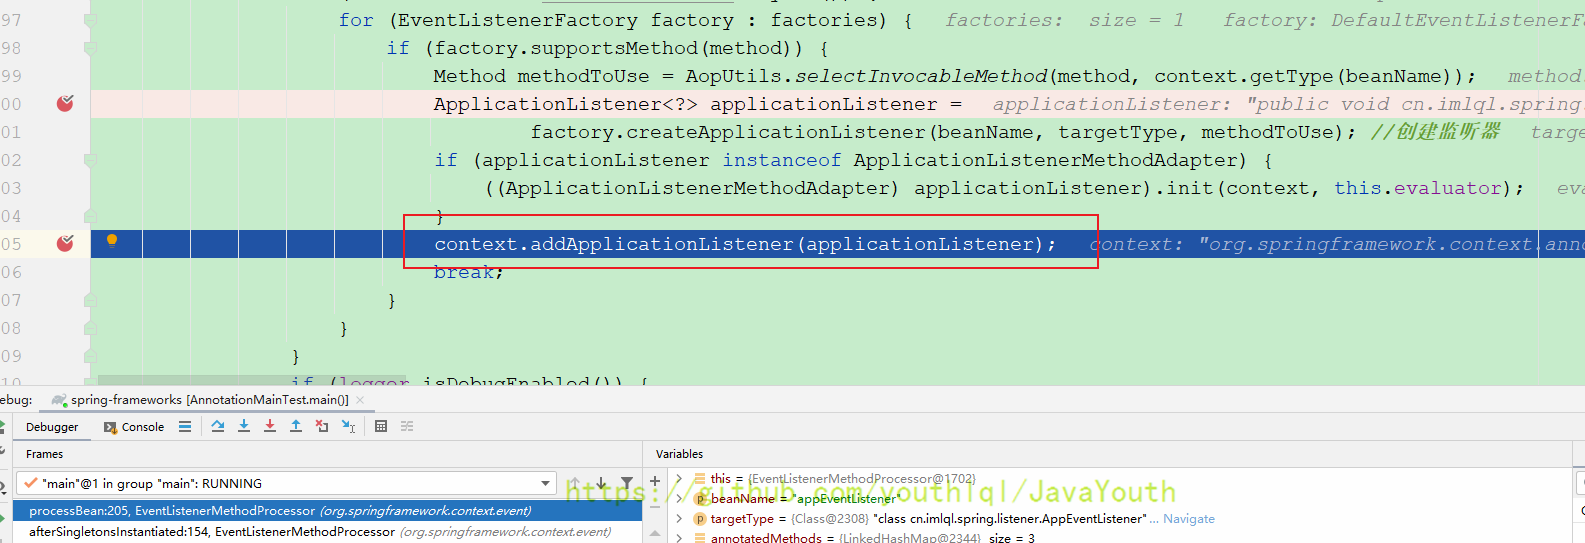 97 for (EventListenerFactory factory : factories) { factories: size = 1 factory: DefaultEventListenerFa
98 if (factory.supportsMethod(method)) {
99 Method methodToUse = AopUtils.selectInvocableMethod(method, context.getType(beanName)); method:
00 ApplicationListener<?> applicationListener = applicationListener: "public void cn.imlql.spring.
01 factory.createApplicationListener(beanName, targetType, methodToUse); //创建监听器 targe
02 if (applicationListener instanceof ApplicationListenerMethodAdapter) {
03 ((ApplicationListenerMethodAdapter) applicationListener).init(context, this.evaluator); eva
04 }
05 context.addApplicationListener(applicationListener); context: "org.springframework.context.anno
06 break;
07 }
08 }
09 }
10 if (logger.isDebugEnabled()) {
ebug: spring-frameworks [AnnotationMainTest.main()] ×
Debugger Console
Frames Variables
"main"@1 in group "main": RUNNING
this = {EventListenerMethodProcessor@1702}
https://github.com/youthlql/JavaYouth
beanName = "appEventListener"
processBean:205, EventListenerMethodProcessor (org.springframework.context.event)
targetType = {Class@2308} "class cn.imlql.spring.listener.AppEventListener"... Navigate
afterSingletonsInstantiated:154, EventListenerMethodProcessor (org.springframework.context.event)
annotatedMethods = {LinkedHashMap@2344} size = 3